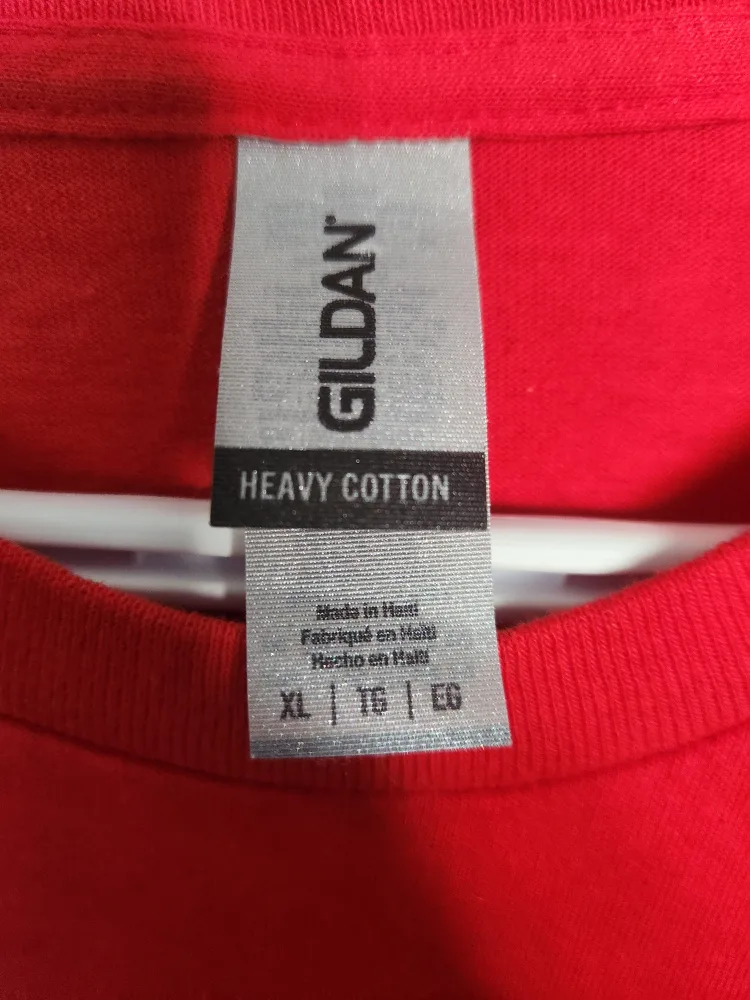 GILDAN®
HEAVY COTTON
Made in Haiti
Fabriqué en Haïti
Hecho en Haití
XL | TG | EG